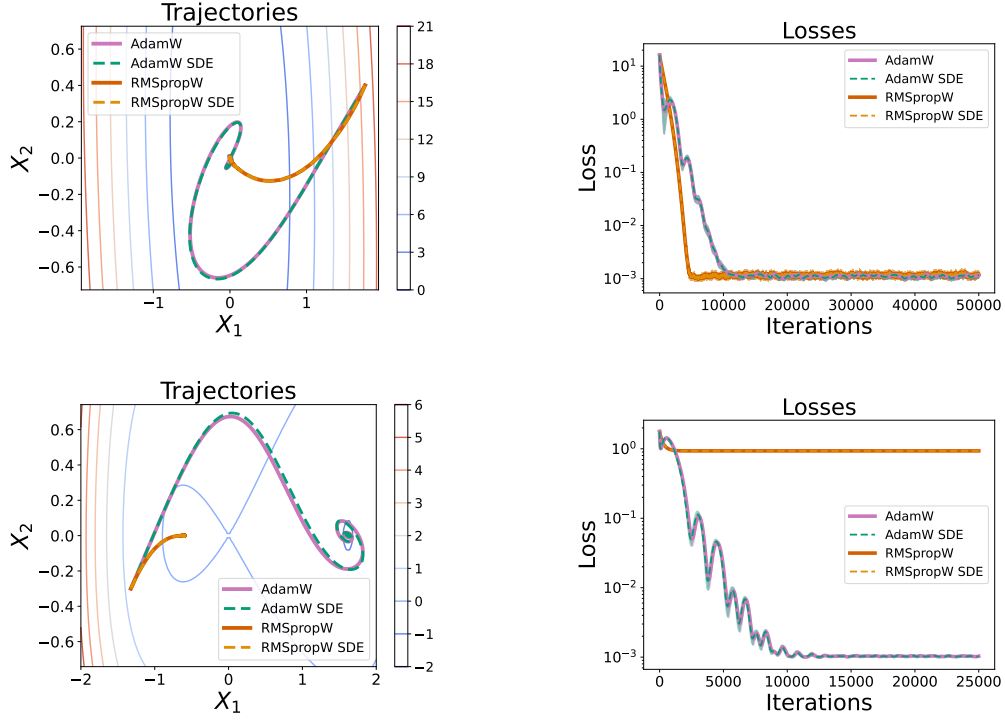 Trajectories
AdamW
AdamW SDE
RMSpropW
RMSpropW SDE
0.6
0.4
0.2
0.0
−0.2
−0.4
−0.6
X2
−1
0
1
X1
21
18
15
12
9
6
3
0
Losses
AdamW
AdamW SDE
RMSpropW
RMSpropW SDE
10^1
10^0
10^−1
10^−2
10^−3
Loss
0
10000
20000
30000
40000
50000
Iterations
Trajectories
0.6
0.4
0.2
0.0
−0.2
−0.4
−0.6
X2
AdamW
AdamW SDE
RMSpropW
RMSpropW SDE
−2
−1
0
1
2
X1
6
5
4
3
2
1
0
−1
−2
Losses
10^0
10^−1
10^−2
10^−3
Loss
AdamW
AdamW SDE
RMSpropW
RMSpropW SDE
0
5000
10000
15000
20000
25000
Iterations